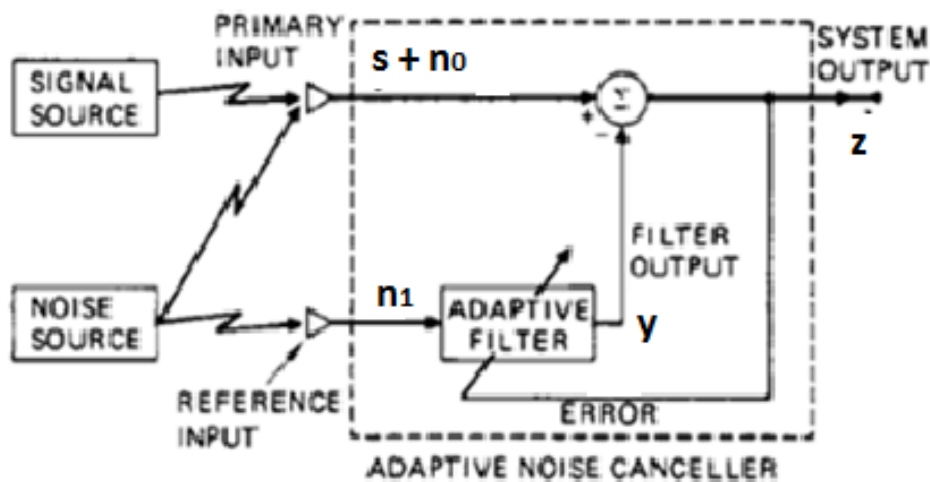 PRIMARY
INPUT
s + n0
SYSTEM
OUTPUT
SIGNAL
SOURCE
Σ
+
-
z
FILTER
OUTPUT
NOISE
SOURCE
n1
ADAPTIVE
FILTER
y
REFERENCE
INPUT
ERROR
ADAPTIVE NOISE CANCELLER